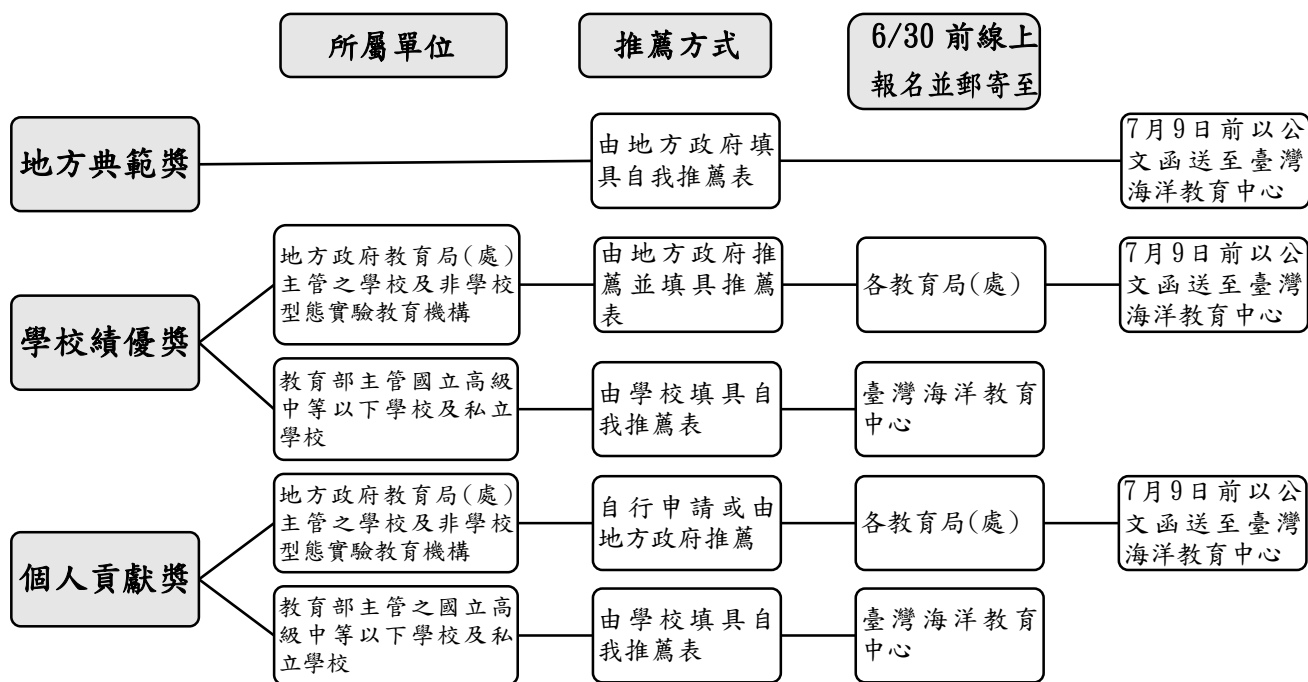 所屬單位
推薦方式
6/30 前線上
報名並郵寄至
地方典範獎
由地方政府填
具自我推薦表
7月9日前以公
文函送至臺灣
海洋教育中心
學校績優獎
地方政府教育局(處)
主管之學校及非學校
型態實驗教育機構
由地方政府推
薦並填具推薦
表
各教育局(處)
7月9日前以公
文函送至臺灣
海洋教育中心
教育部主管國立高級
中等以下學校及私立
學校
由學校填具自
我推薦表
臺灣海洋教育
中心
個人貢獻獎
地方政府教育局(處)
主管之學校及非學校
型態實驗教育機構
自行申請或由
地方政府推薦
各教育局(處)
7月9日前以公
文函送至臺灣
海洋教育中心
教育部主管之國立高
級中等以下學校及私
立學校
由學校填具自
我推薦表
臺灣海洋教育
中心